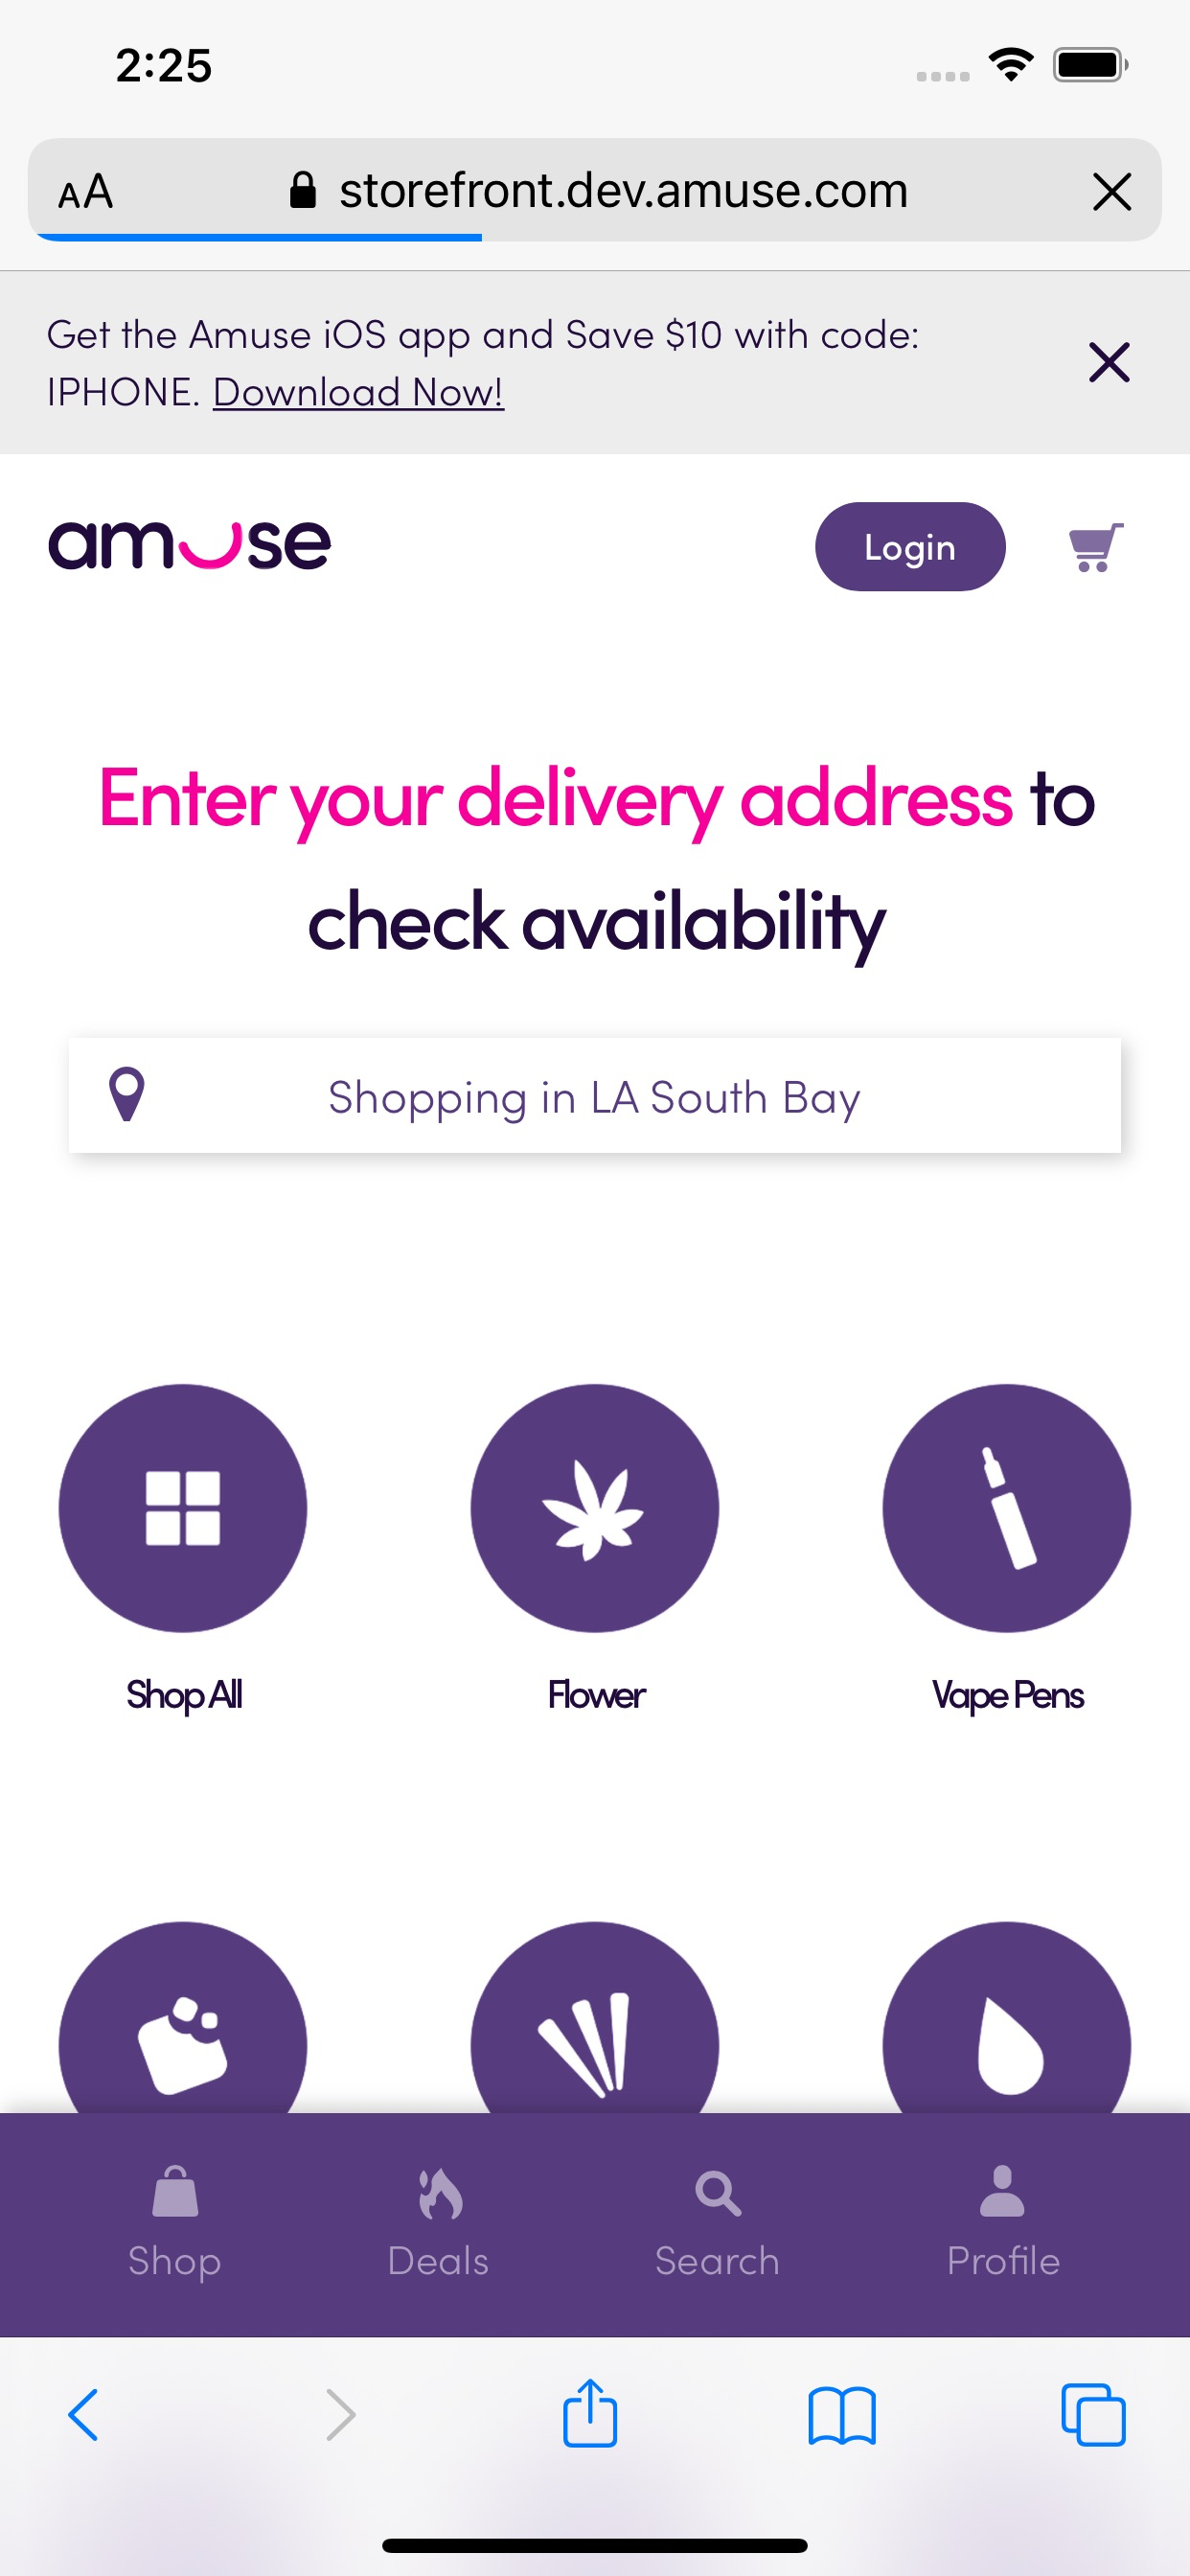 2:25
AA storefront.dev.amuse.com
Get the Amuse iOS app and Save $10 with code:
IPHONE. Download Now!
amuse
Login
Enter your delivery address to
check availability
Shopping in LA South Bay
Shop All Flower Vape Pens
Shop Deals Search Profile